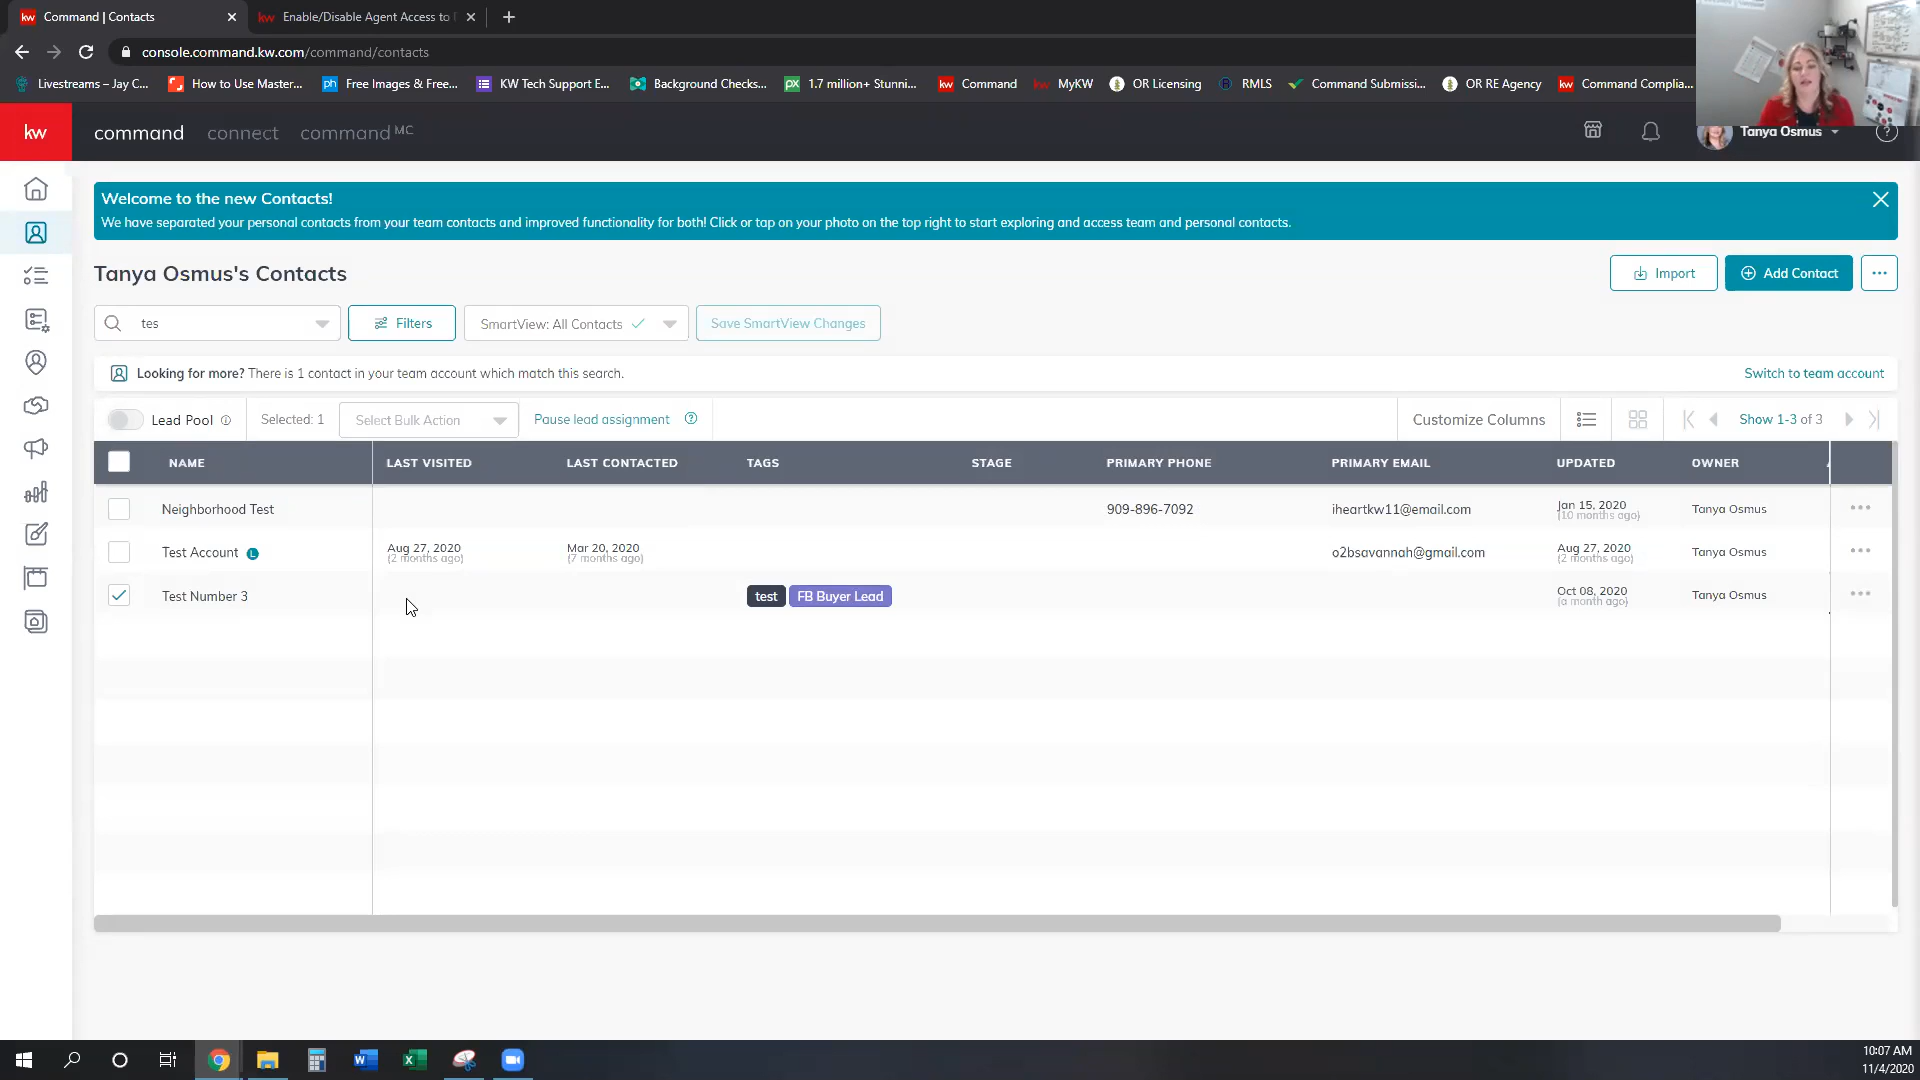 Command | Contacts
kw Enable/Disable Agent Access to
console.command.kw.com/command/contacts
Livestreams – Jay C...
How to Use Master...
ph Free Images & Free...
KW Tech Support E...
Background Checks...
px 1.7 million+ Stunni...
kw Command
kw MyKW
OR Licensing
RMLS
Command Submissi...
OR RE Agency
kw Command Complia...
kw command connect command MC
Tanya Osmus
Welcome to the new Contacts!
We have separated your personal contacts from your team contacts and improved functionality for both! Click or tap on your photo on the top right to start exploring and access team and personal contacts.
Tanya Osmus's Contacts
Import
Add Contact
tes
Filters
SmartView: All Contacts
Save SmartView Changes
Looking for more? There is 1 contact in your team account which match this search.
Switch to team account
Lead Pool
Selected: 1
Select Bulk Action
Pause lead assignment
Customize Columns
Show 1-3 of 3
NAME LAST VISITED LAST CONTACTED TAGS STAGE PRIMARY PHONE PRIMARY EMAIL UPDATED OWNER
Neighborhood Test 909-896-7092 iheartkw11@email.com Jan 15, 2020 Tanya Osmus
(10 months ago)
Test Account L Aug 27, 2020 Mar 20, 2020 o2bsavannah@gmail.com Aug 27, 2020 Tanya Osmus
(2 months ago) (7 months ago) (2 months ago)
Test Number 3 test FB Buyer Lead Oct 08, 2020 Tanya Osmus
(a month ago)
10:07 AM
11/4/2020